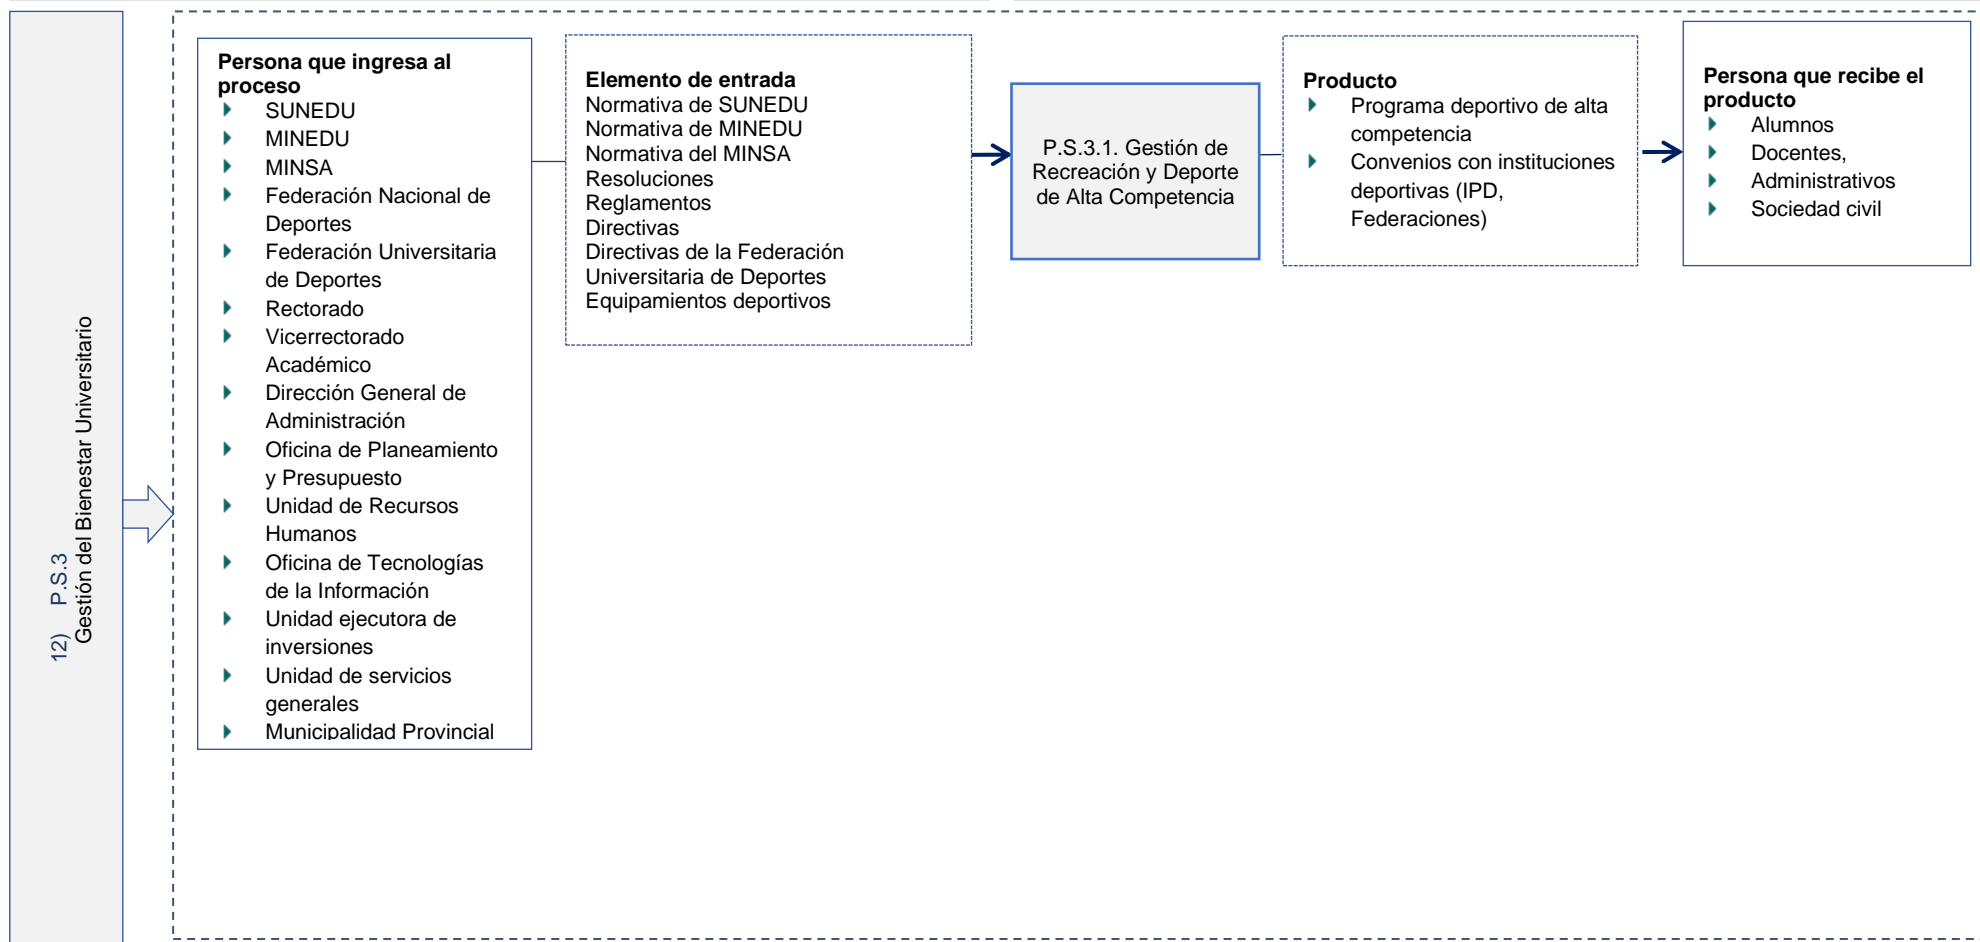 12) P.S.3
Gestión del Bienestar Universitario
Persona que ingresa al
proceso
SUNEDU
MINEDU
MINSA
Federación Nacional de
Deportes
Federación Universitaria
de Deportes
Rectorado
Vicerrectorado
Académico
Dirección General de
Administración
Oficina de Planeamiento
y Presupuesto
Unidad de Recursos
Humanos
Oficina de Tecnologías
de la Información
Unidad ejecutora de
inversiones
Unidad de servicios
generales
Municipalidad Provincial
Elemento de entrada
Normativa de SUNEDU
Normativa de MINEDU
Normativa del MINSA
Resoluciones
Reglamentos
Directivas
Directivas de la Federación
Universitaria de Deportes
Equipamientos deportivos
P.S.3.1. Gestión de
Recreación y Deporte
de Alta Competencia
Producto
Programa deportivo de alta
competencia
Convenios con instituciones
deportivas (IPD,
Federaciones)
Persona que recibe el
producto
Alumnos
Docentes,
Administrativos
Sociedad civil